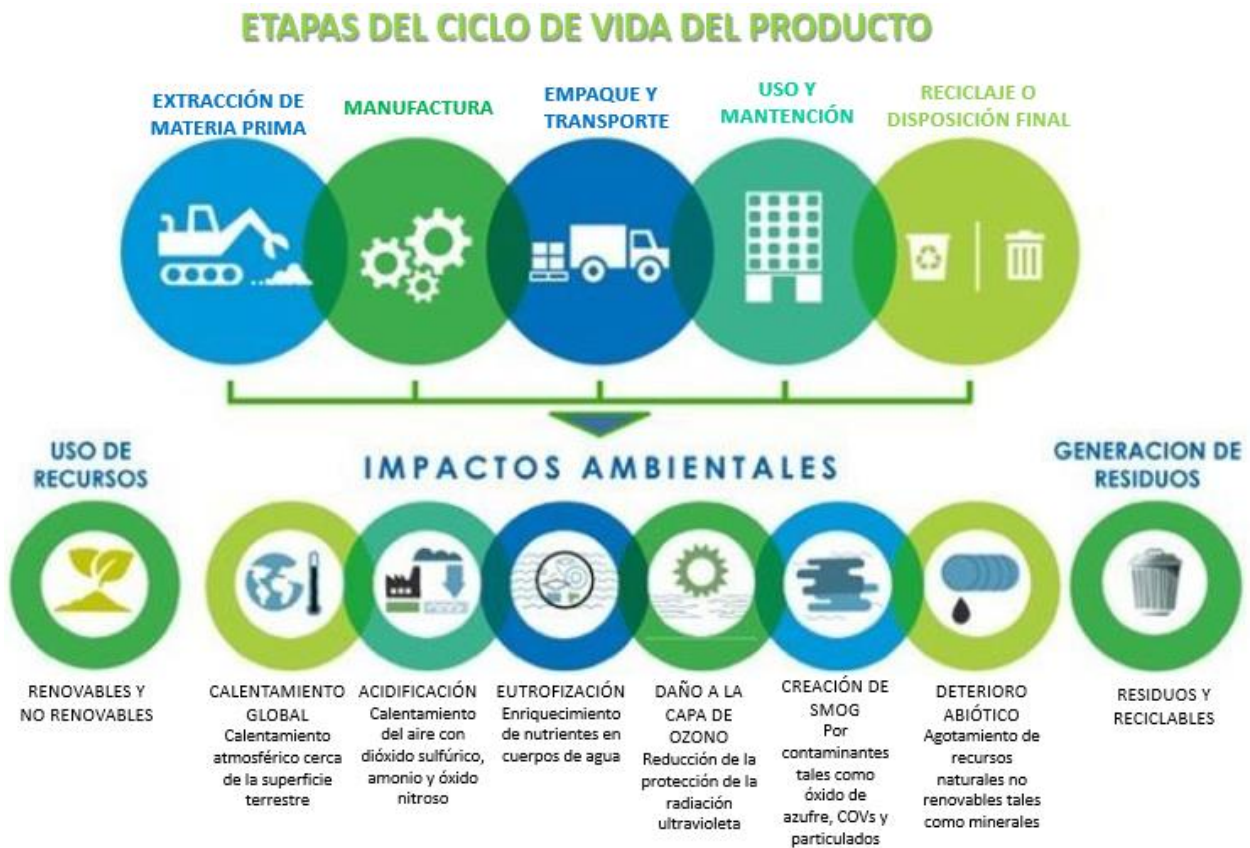 ETAPAS DEL CICLO DE VIDA DEL PRODUCTO
EXTRACCIÓN DE
MATERIA PRIMA
MANUFACTURA
EMPAQUE Y
TRANSPORTE
USO Y
MANTENCIÓN
RECICLAJE O
DISPOSICIÓN FINAL
USO DE
RECURSOS
IMPACTOS AMBIENTALES
GENERACION DE
RESIDUOS
RENOVABLES Y
NO RENOVABLES
CALENTAMIENTO
GLOBAL
Calentamiento
atmosférico cerca
de la superficie
terrestre
ACIDIFICACIÓN
Calentamiento
del aire con
dióxido sulfúrico,
amonio y óxido
nitroso
EUTROFIZACIÓN
Enriquecimiento
de nutrientes en
cuerpos de agua
DAÑO A LA
CAPA DE
OZONO
Reducción de la
protección de la
radiación
ultravioleta
CREACIÓN DE
SMOG
Por
contaminantes
tales como
óxido de
azufre, COVs y
particulados
DETERIORO
ABIÓTICO
Agotamiento de
recursos
naturales no
renovables tales
como minerales
RESIDUOS Y
RECICLABLES